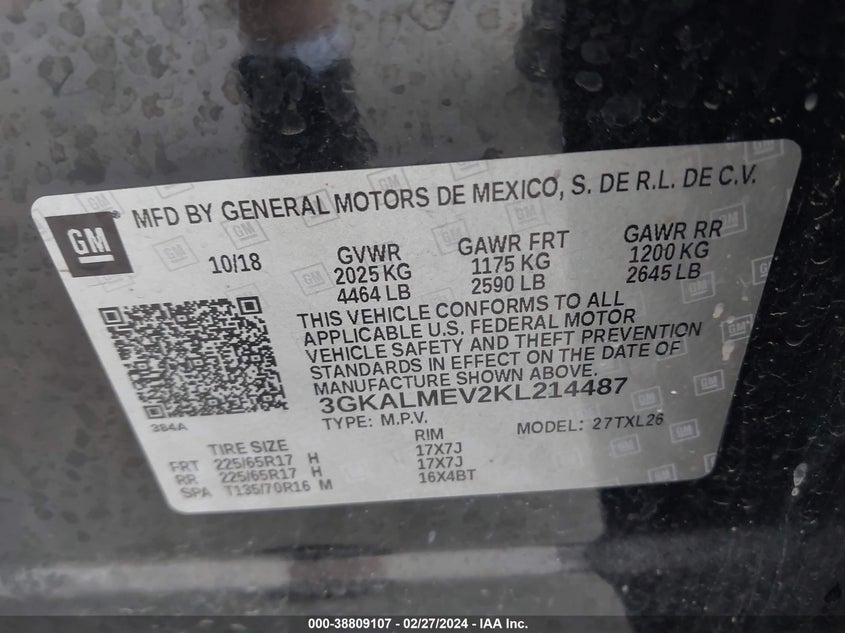 GM
MFD BY GENERAL MOTORS DE MEXICO, S. DE R.L. DE C.V.
10/18
GVWR
2025 KG
4464 LB
GAWR FRT
1175 KG
2590 LB
GAWR RR
1200 KG
2645 LB
THIS VEHICLE CONFORMS TO ALL
APPLICABLE U.S. FEDERAL MOTOR
VEHICLE SAFETY AND THEFT PREVENTION
STANDARDS IN EFFECT ON THE DATE OF
MANUFACTURE SHOWN ABOVE.
3GKALMEV2KL214487
384A
TYPE: M.P.V. MODEL: 27TXL26
TIRE SIZE RIM
FRT 225/65R17 H 17X7J
RR 225/65R17 H 17X7J
SPA T135/70R16 M 16X4BT
000-38809107 - 02/27/2024 - IAA Inc.